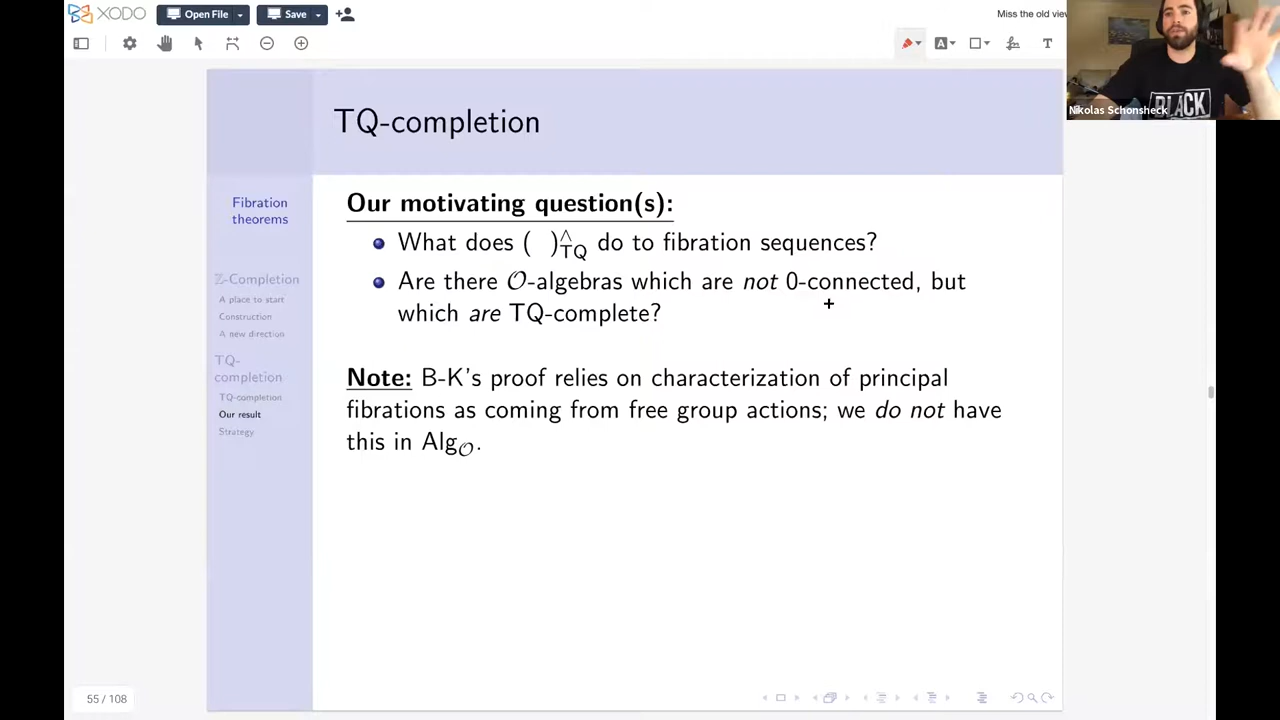 XODO Open File Save Miss the old view
Nikolas Schonsheck
BLACK
TQ-completion
Fibration
theorems
ℤ-Completion
A place to start
Construction
A new direction
TQ-
completion
TQ-completion
Our result
Strategy
Our motivating question(s):
What does ( )^∧_TQ do to fibration sequences?
Are there 𝒪-algebras which are not 0-connected, but
which are TQ-complete?
Note: B-K's proof relies on characterization of principal
fibrations as coming from free group actions; we do not have
this in Alg_𝒪.
55 / 108